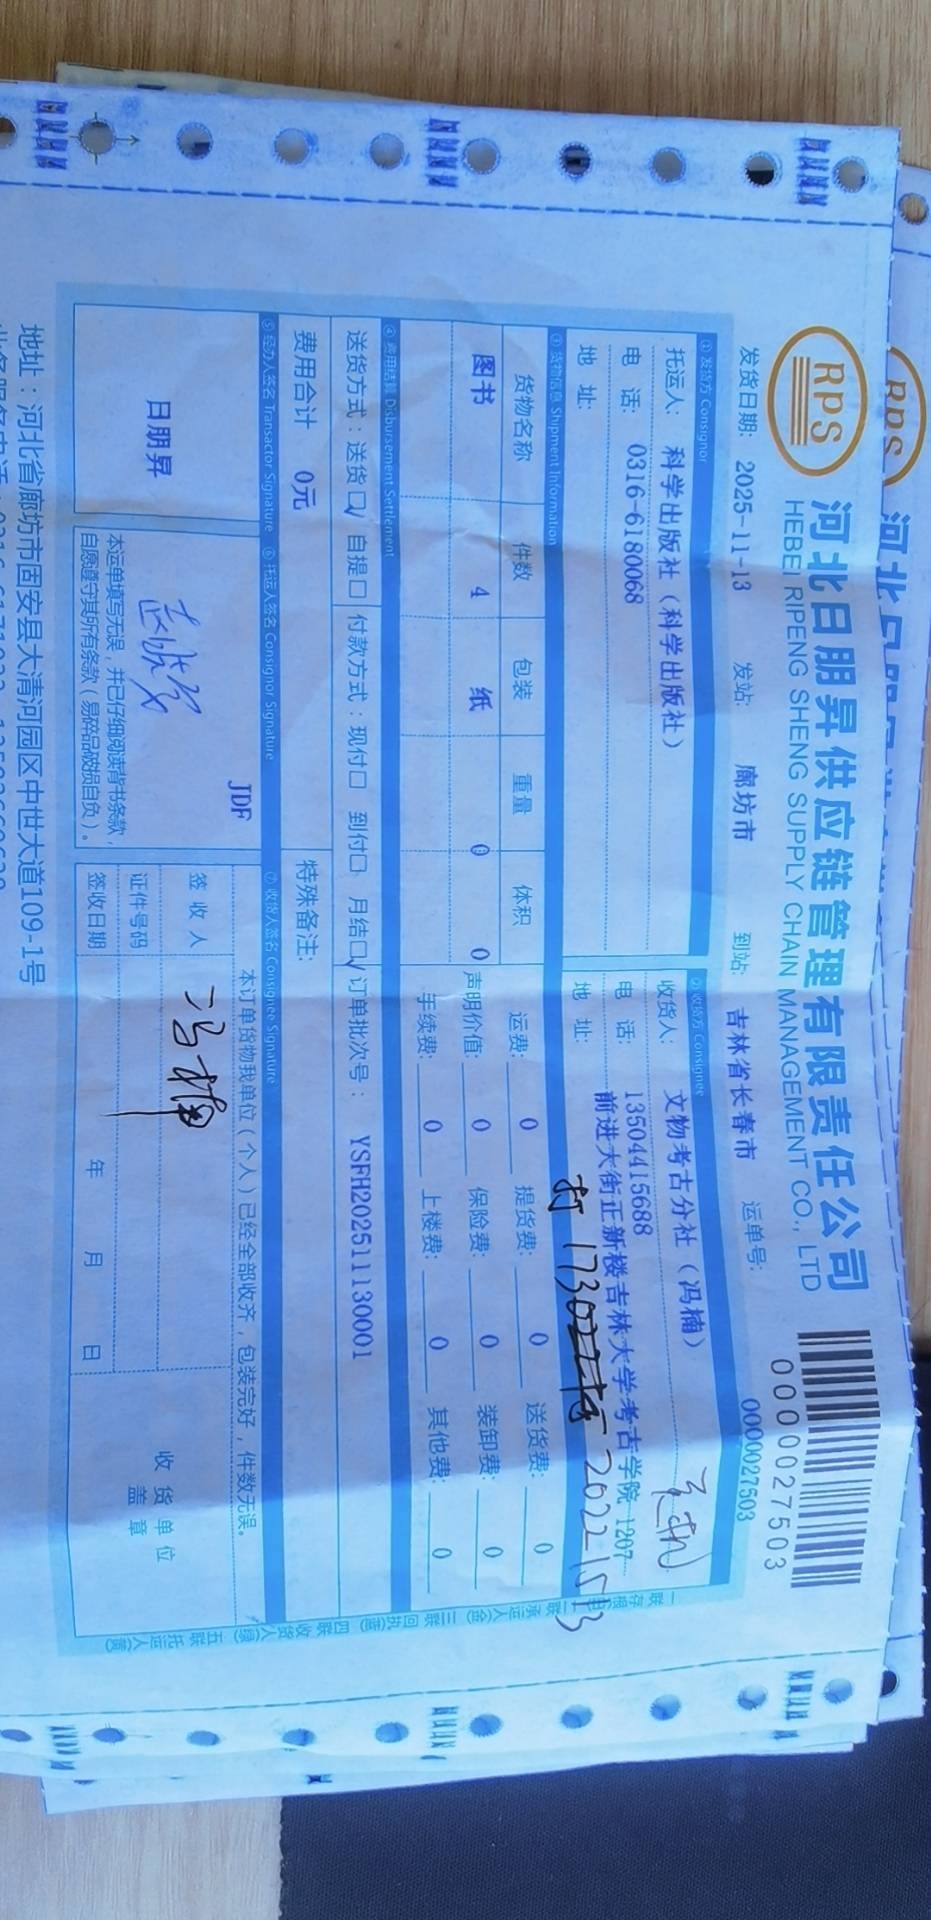 RPS
河北日朋昇供应链管理有限责任公司
HEBEI RIPENG SHENG SUPPLY CHAIN MANAGEMENT CO., LTD
0000027503
发货日期: 2025-11-13 发站: 廊坊市 到站: 吉林省长春市 运单号: 0000027503
① 发货方 Consignor
托运人: 科学出版社（科学出版社）
电 话: 0316-6180068
地 址:
② 收货方 Consignee
收货人: 文物考古分社（冯楠）
电 话: 13504415688
地 址: 前进大街正新楼吉林大学考古学院 1207
③ 货物信息 Shipment Information
货物名称 件数 包装 重量 体积
图书 4 纸 0 0
运费: 0 提货费: 0 送货费: 0
声明价值: 0 保险费: 0 装卸费: 0
手续费: 0 上楼费: 0 其他费: 0
④ 费用结算 Disbursement Settlement
送货方式：送货☑ 自提☐ 付款方式：现付☐ 到付☐ 月结☑ 订单批次号： YSFH202511130001
费用合计 0元 特殊备注:
⑤ 经办人签名 Transactor Signature
日朋昇
⑥ 托运人签名 Consignor Signature
JDF
本运单填写无误，并已仔细阅读背书条款，
自愿遵守其所有条款（易碎品破损自负）。
⑦ 收货人签名 Consignee Signature
本订单货物我单位（个人）已经全部收齐，包装完好，件数无误。
签 收 人 冯楠
证件号码
签收日期 年 月 日
收 货 单 位
盖 章
地址：河北省廊坊市固安县大清河园区中世大道109-1号